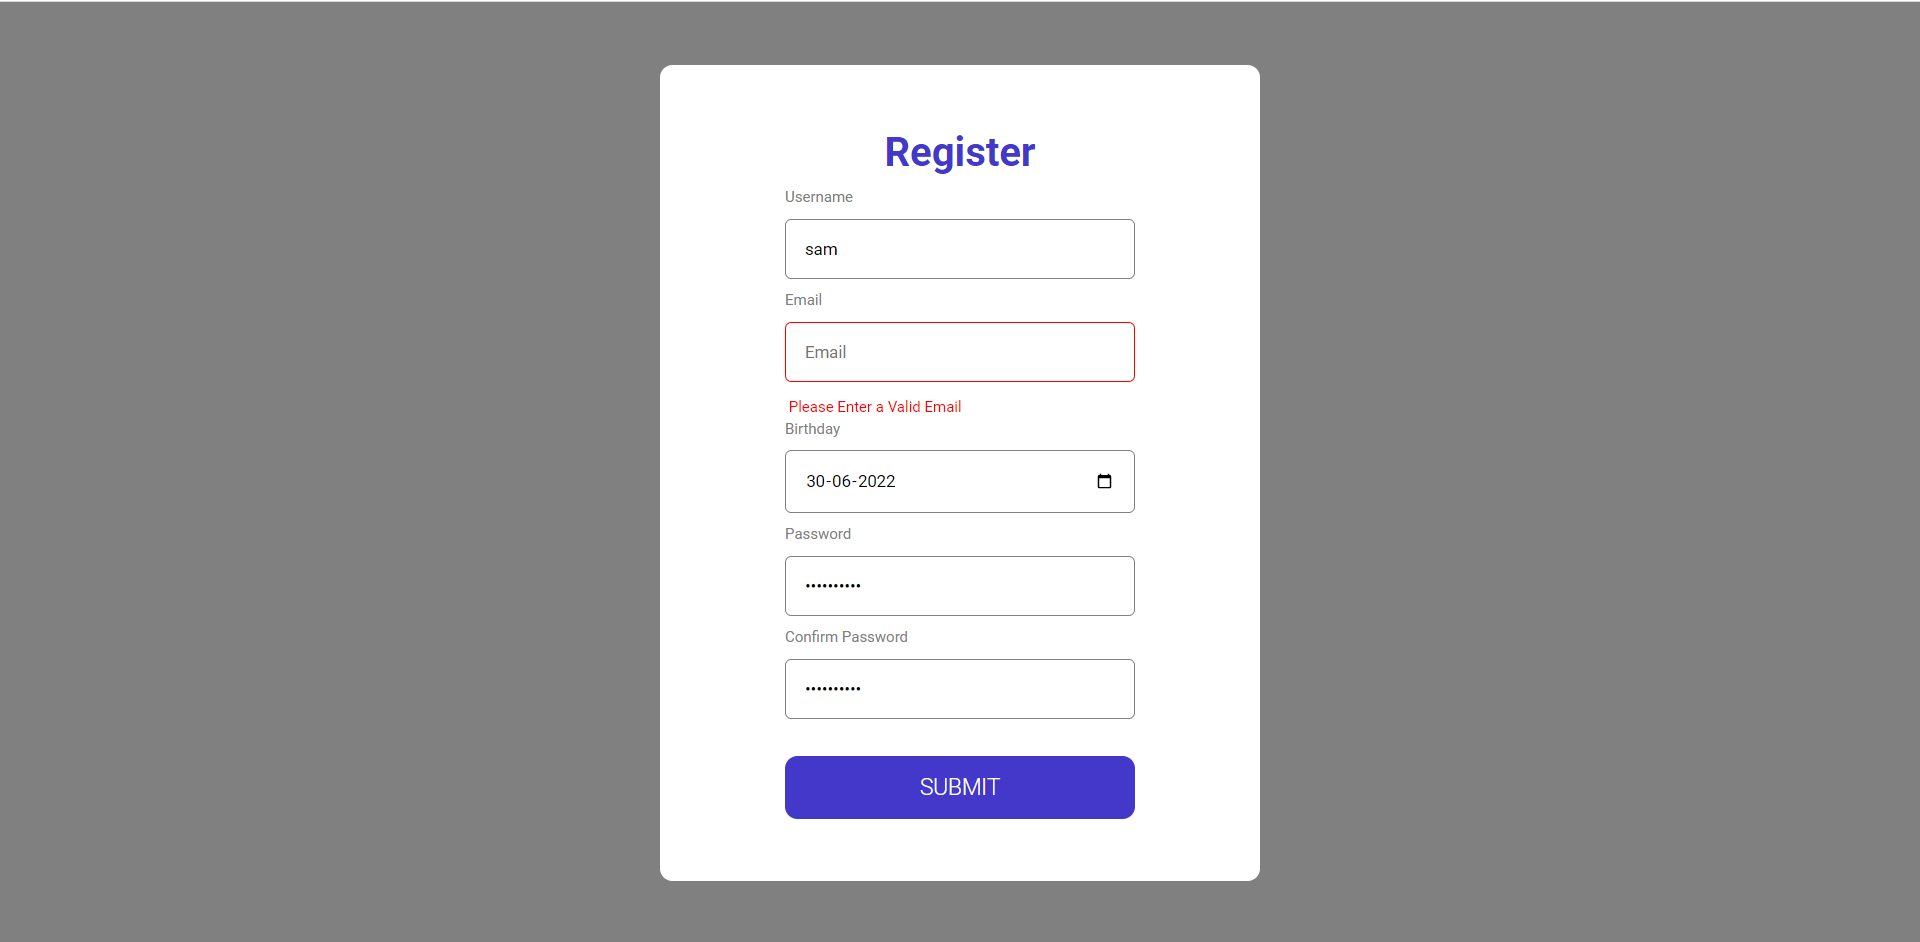 Register
Username
sam
Email
Email
Please Enter a Valid Email
Birthday
30-06-2022
Password
••••••••••
Confirm Password
••••••••••
SUBMIT